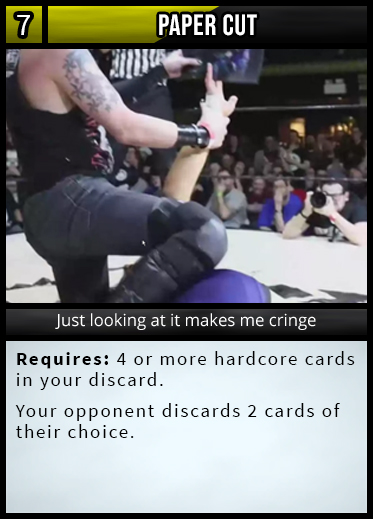 7 PAPER CUT
Just looking at it makes me cringe
Requires: 4 or more hardcore cards
in your discard.
Your opponent discards 2 cards of
their choice.